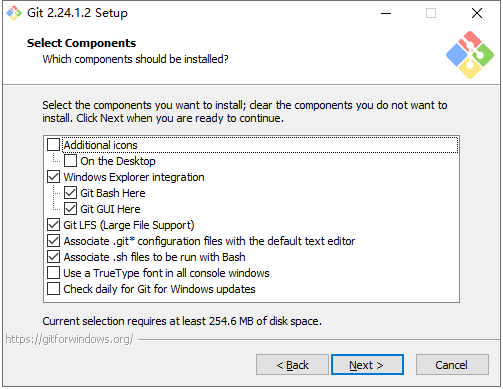 Git 2.24.1.2 Setup
Select Components
Which components should be installed?
Select the components you want to install; clear the components you do not want to
install. Click Next when you are ready to continue.
Additional icons
On the Desktop
Windows Explorer integration
Git Bash Here
Git GUI Here
Git LFS (Large File Support)
Associate .git* configuration files with the default text editor
Associate .sh files to be run with Bash
Use a TrueType font in all console windows
Check daily for Git for Windows updates
Current selection requires at least 254.6 MB of disk space.
https://gitforwindows.org/
< Back Next > Cancel